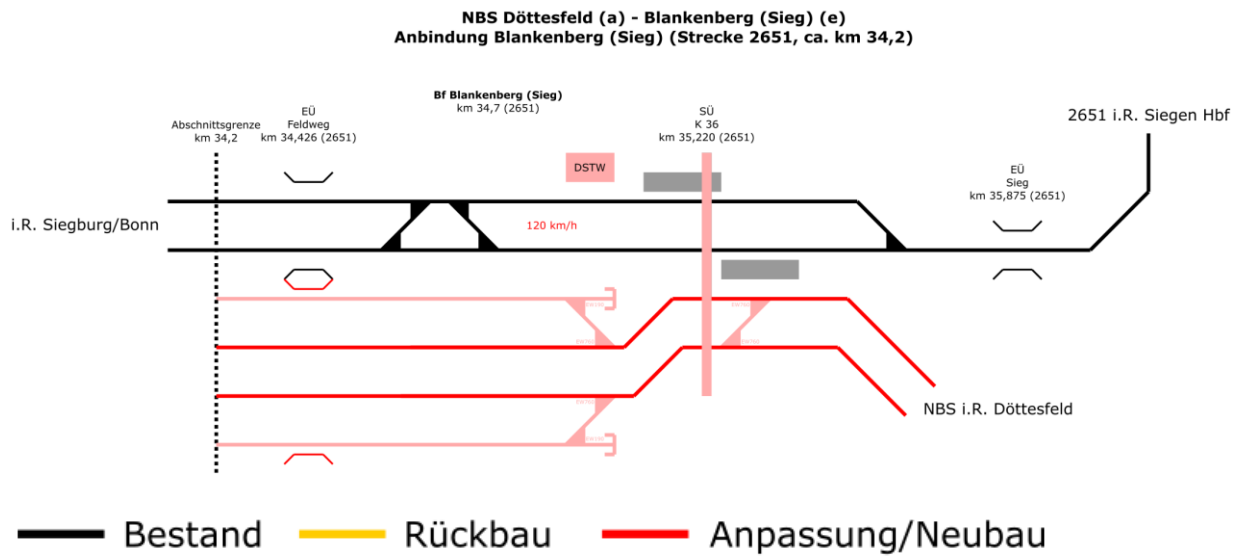 NBS Döttesfeld (a) - Blankenberg (Sieg) (e)
Anbindung Blankenberg (Sieg) (Strecke 2651, ca. km 34,2)
Bf Blankenberg (Sieg)
km 34,7 (2651)
Abschnittsgrenze
km 34,2
EÜ
Feldweg
km 34,426 (2651)
SÜ
K 36
km 35,220 (2651)
2651 i.R. Siegen Hbf
DSTW
EÜ
Sieg
km 35,875 (2651)
i.R. Siegburg/Bonn
120 km/h
NBS i.R. Döttesfeld
Bestand
Rückbau
Anpassung/Neubau